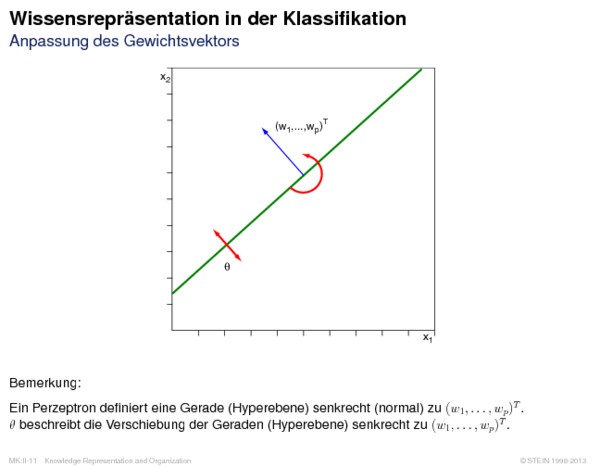 Wissensrepräsentation in der Klassifikation
Anpassung des Gewichtsvektors
x₂
(w₁,...,wₚ)ᵀ
θ
x₁
Bemerkung:
Ein Perzeptron definiert eine Gerade (Hyperebene) senkrecht (normal) zu (w₁, . . . , wₚ)ᵀ.
θ beschreibt die Verschiebung der Geraden (Hyperebene) senkrecht zu (w₁, . . . , wₚ)ᵀ.
MK:II-11 Knowledge Representation and Organization © STEIN 1998-2013